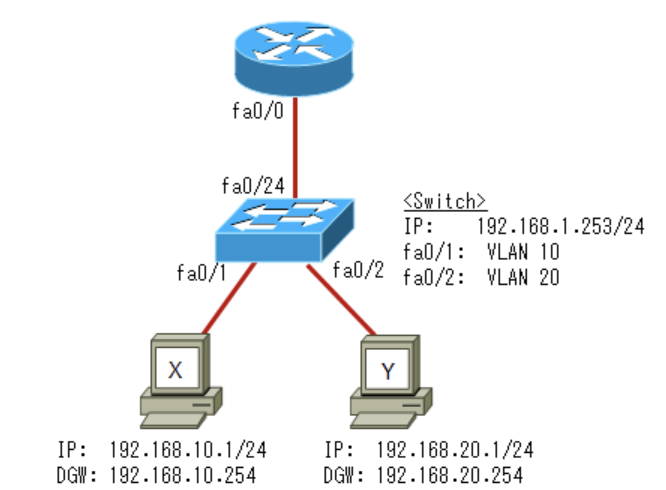 fa0/0
fa0/24
<Switch>
IP: 192.168.1.253/24
fa0/1: VLAN 10
fa0/2: VLAN 20
fa0/1
fa0/2
X
Y
IP: 192.168.10.1/24
DGW: 192.168.10.254
IP: 192.168.20.1/24
DGW: 192.168.20.254